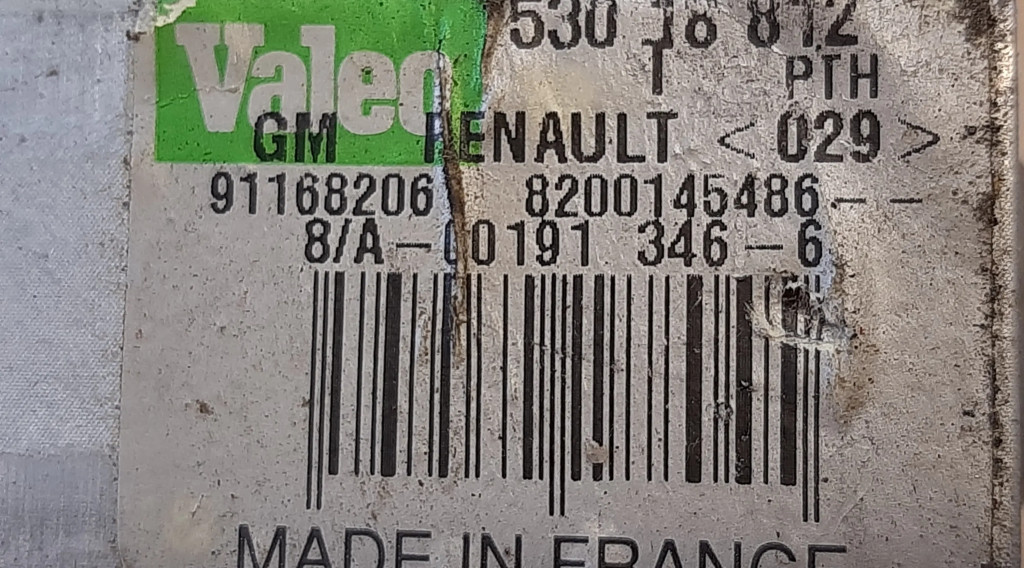 Valeo 530 18 812
T PTH
GM RENAULT <029>
91168206 8200145486--
8/A-00191 346-6
MADE IN FRANCE